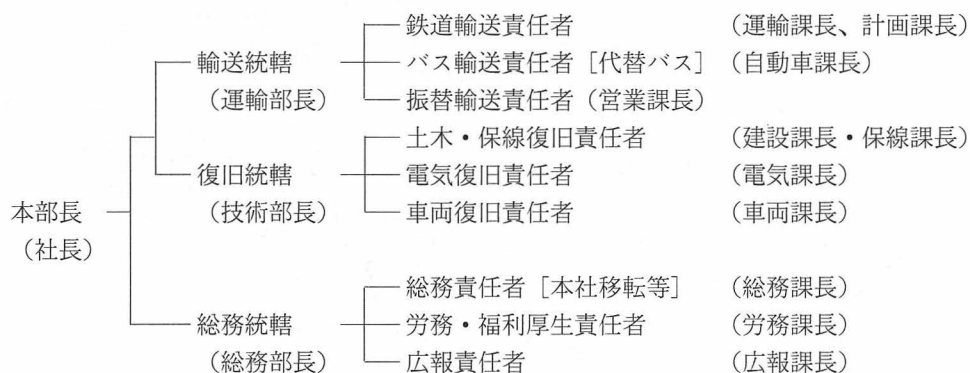 鉄道輸送責任者 （運輸課長、計画課長）
輸送統轄 バス輸送責任者［代替バス］ （自動車課長）
（運輸部長） 振替輸送責任者（営業課長）
土木・保線復旧責任者 （建設課長・保線課長）
復旧統轄 電気復旧責任者 （電気課長）
本部長 （技術部長） 車両復旧責任者 （車両課長）
（社長）
総務責任者［本社移転等］ （総務課長）
総務統轄 労務・福利厚生責任者 （労務課長）
（総務部長） 広報責任者 （広報課長）